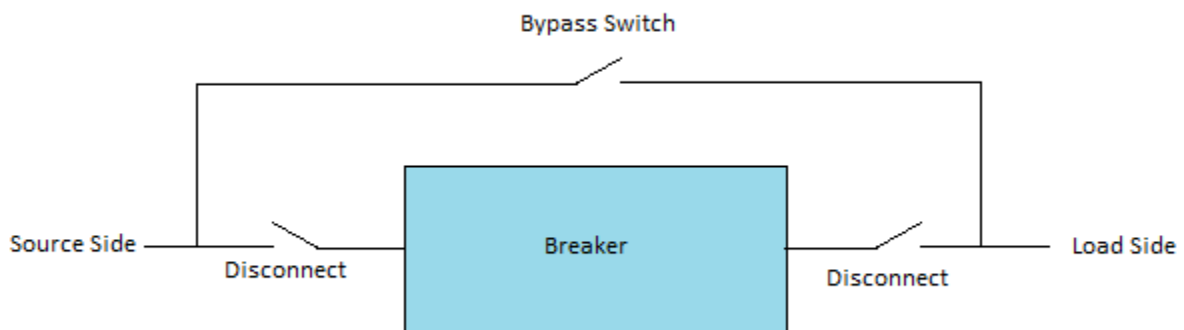 Bypass Switch
Source Side
Disconnect
Breaker
Disconnect
Load Side